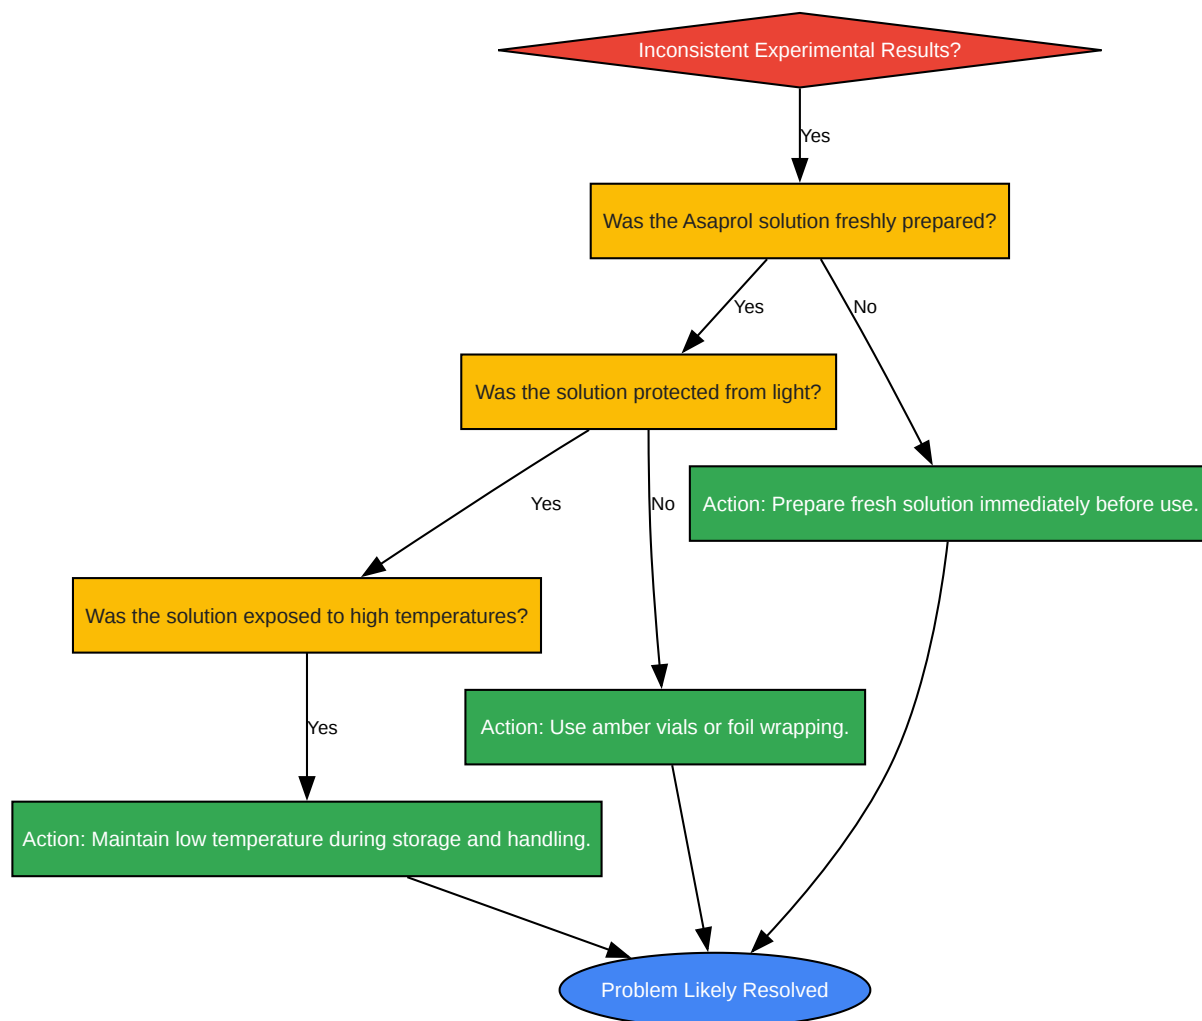 Inconsistent Experimental Results?
Yes
Was the Asaprol solution freshly prepared?
Yes
No
Was the solution protected from light?
Yes
No
Action: Prepare fresh solution immediately before use.
Was the solution exposed to high temperatures?
Yes
Action: Use amber vials or foil wrapping.
Action: Maintain low temperature during storage and handling.
Problem Likely Resolved